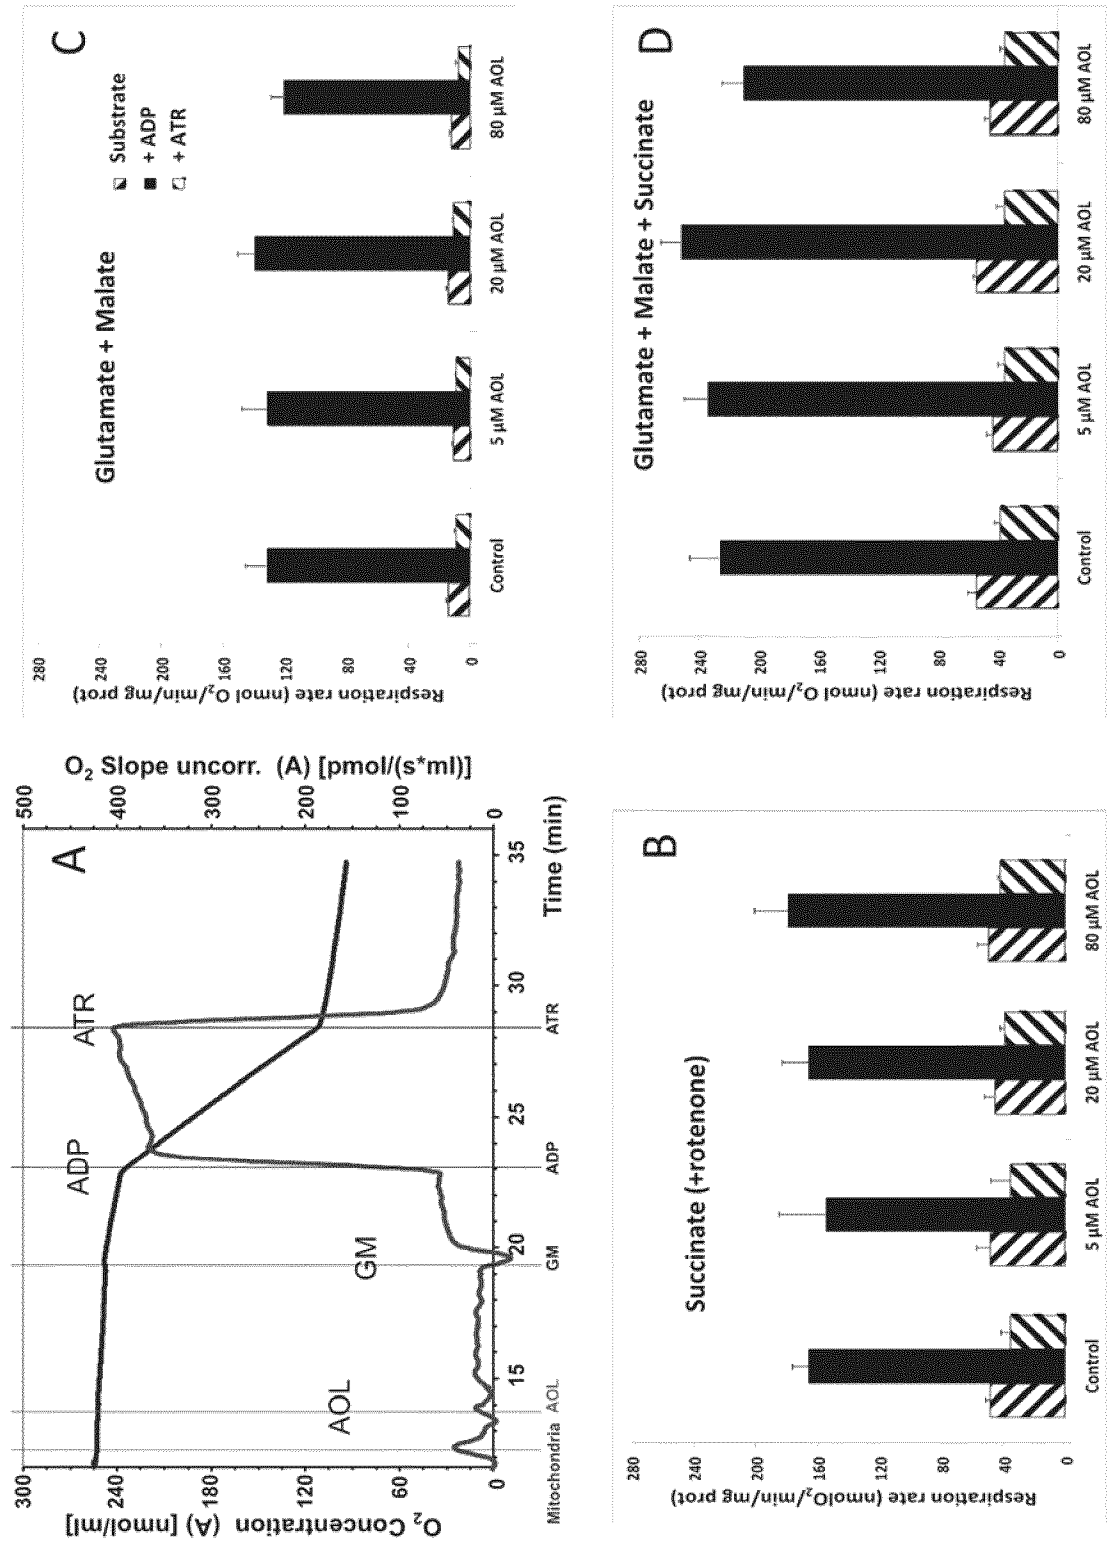 A
O2 Slope uncorr. (A) [pmol/(s*ml)]
500
400
300
200
100
0
300
240
180
120
60
0
O2 Concentration (A) [nmol/ml]
AOL
GM
ADP
ATR
15
20
25
30
35
Time (min)
Mitochondria
AOL
GM
ADP
ATR
C
Glutamate + Malate
Substrate
+ ADP
+ ATR
Respiration rate (nmol O2/min/mg prot)
280
240
200
160
120
80
40
0
Control
5 µM AOL
20 µM AOL
80 µM AOL
B
Succinate (+rotenone)
Respiration rate (nmolO2/min/mg prot)
280
240
200
160
120
80
40
0
Control
5 µM AOL
20 µM AOL
80 µM AOL
D
Glutamate + Malate + Succinate
Respiration rate (nmol O2/min/mg prot)
280
240
200
160
120
80
40
0
Control
5 µM AOL
20 µM AOL
80 µM AOL